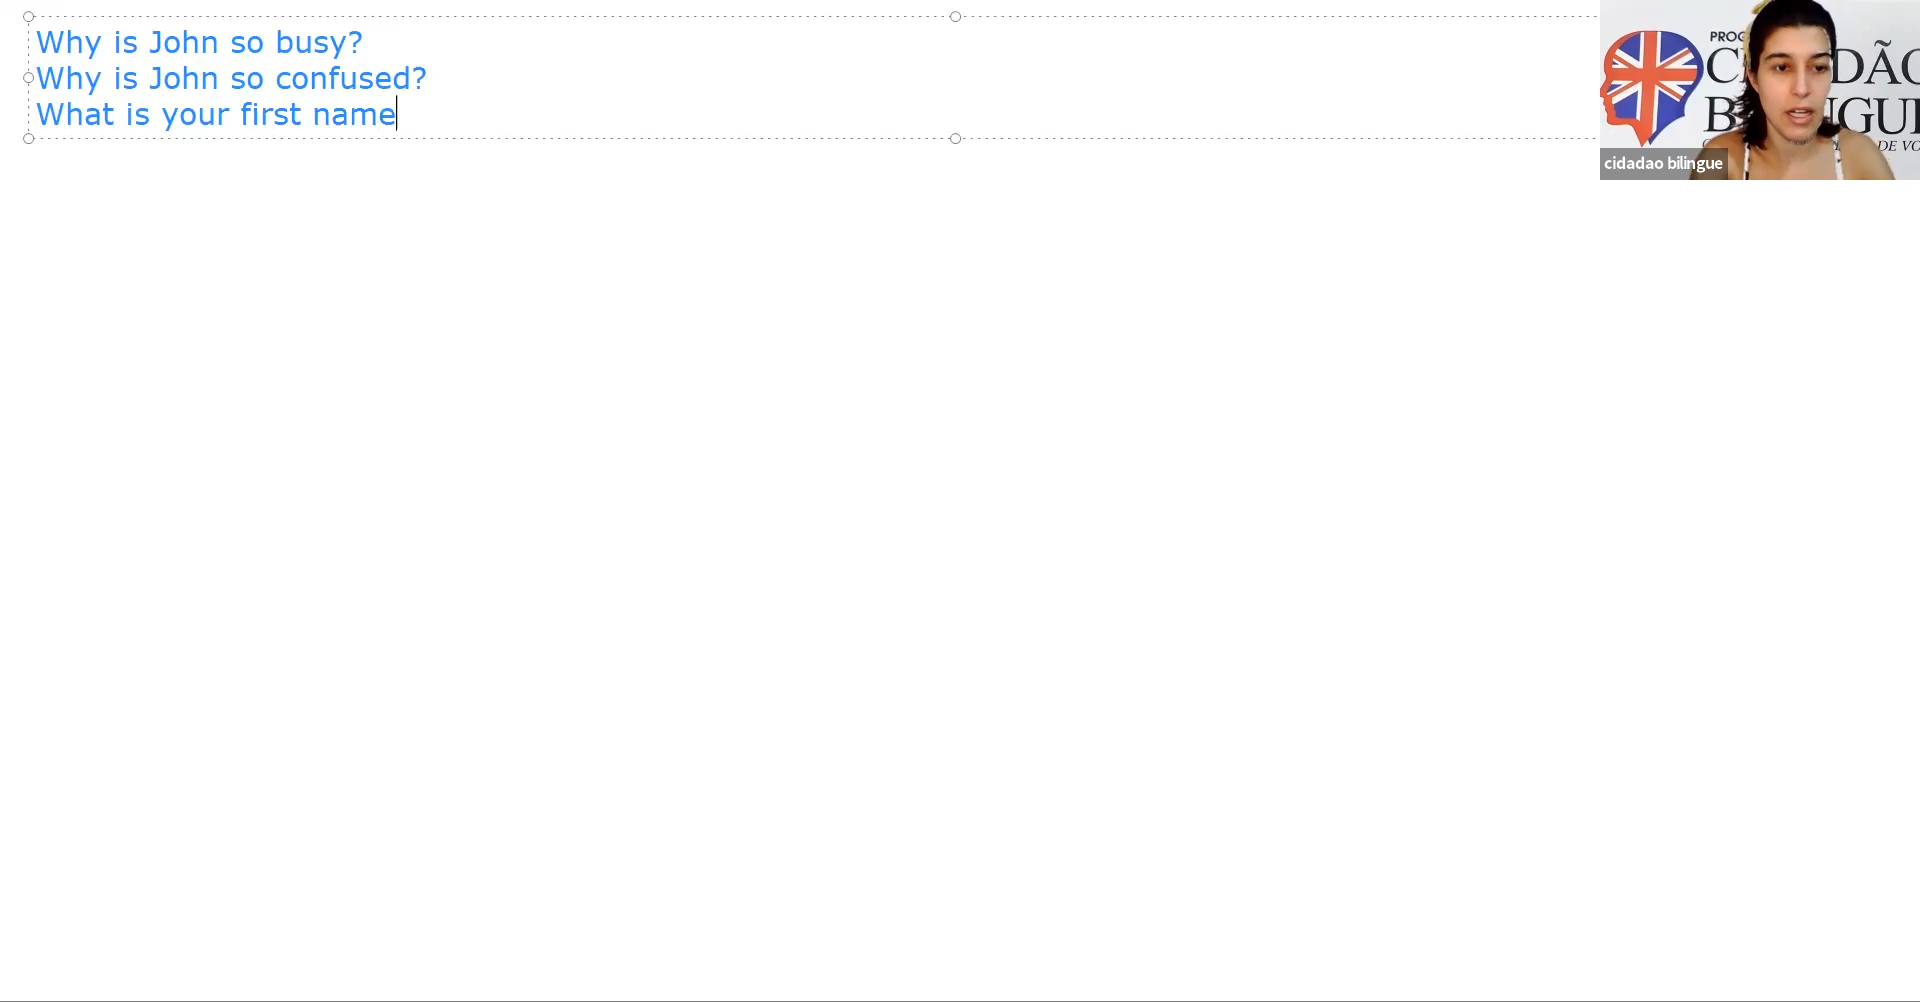 Why is John so busy?
Why is John so confused?
What is your first name
cidadao bilingue